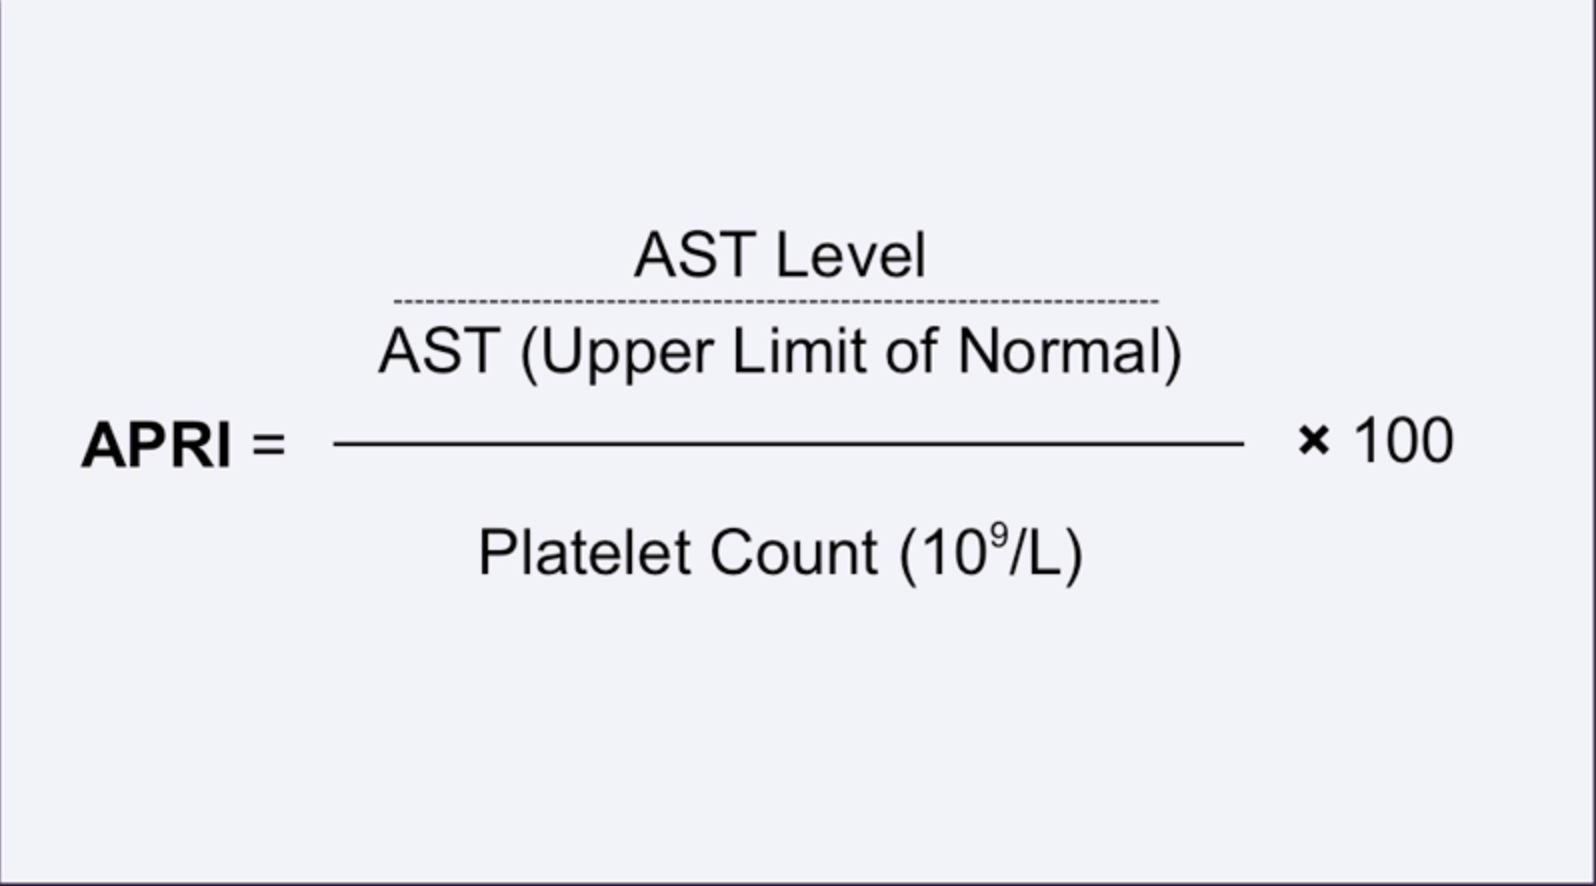 AST Level
AST (Upper Limit of Normal)
APRI = × 100
Platelet Count (10⁹/L)